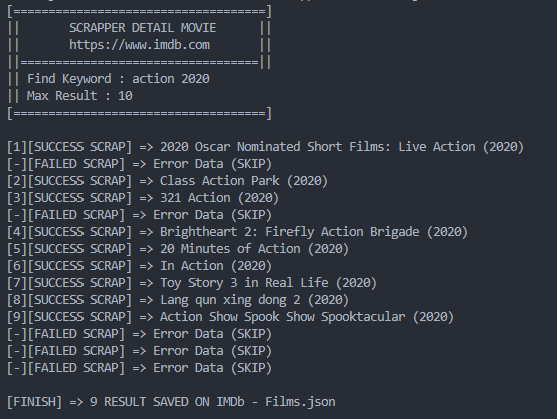 [===================================]
||       SCRAPPER DETAIL MOVIE      ||
||       https://www.imdb.com       ||
||==================================||
|| Find Keyword : action 2020
|| Max Result : 10
[===================================]
[1][SUCCESS SCRAP] => 2020 Oscar Nominated Short Films: Live Action (2020)
[-][FAILED SCRAP] => Error Data (SKIP)
[2][SUCCESS SCRAP] => Class Action Park (2020)
[3][SUCCESS SCRAP] => 321 Action (2020)
[-][FAILED SCRAP] => Error Data (SKIP)
[4][SUCCESS SCRAP] => Brightheart 2: Firefly Action Brigade (2020)
[5][SUCCESS SCRAP] => 20 Minutes of Action (2020)
[6][SUCCESS SCRAP] => In Action (2020)
[7][SUCCESS SCRAP] => Toy Story 3 in Real Life (2020)
[8][SUCCESS SCRAP] => Lang qun xing dong 2 (2020)
[9][SUCCESS SCRAP] => Action Show Spook Show Spooktacular (2020)
[-][FAILED SCRAP] => Error Data (SKIP)
[-][FAILED SCRAP] => Error Data (SKIP)
[-][FAILED SCRAP] => Error Data (SKIP)
[FINISH] => 9 RESULT SAVED ON IMDb - Films.json